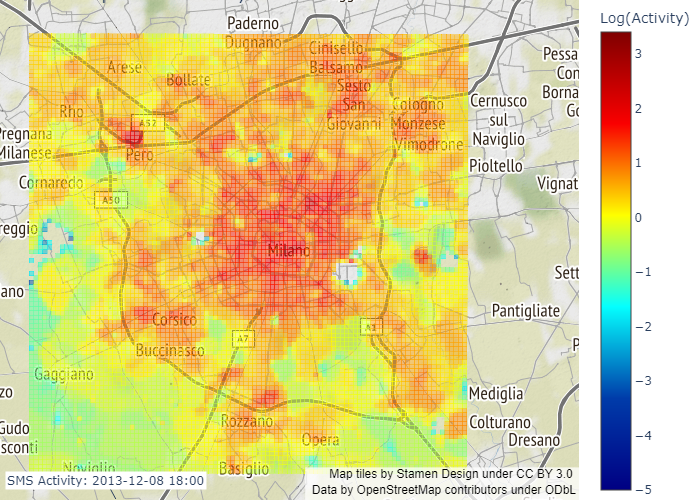 Log(Activity)
Paderno
Dugnano
Cinisello
Balsamo
Arese
Bollate
Sesto
San
Giovanni
Pessa
Con
Borna
Go
Rho
A52
Cologno
Monzese
Vimodrone
Cernusco
sul
Naviglio
Pregnana
Milanese
Pero
Pioltello
Cornaredo
A50
Vignat
reggio
Milano
Sett
ano
Pantigliate
Corsico
A7
Buccinasco
P
Gaggiano
Mediglia
zo
Rozzano
Colturano
Gudo
sconti
Opera
Dresano
Noviglio
Basiglio
3
2
1
0
−1
−2
−3
−4
−5
SMS Activity: 2013-12-08 18:00
Map tiles by Stamen Design under CC BY 3.0
Data by OpenStreetMap contributors under ODbL